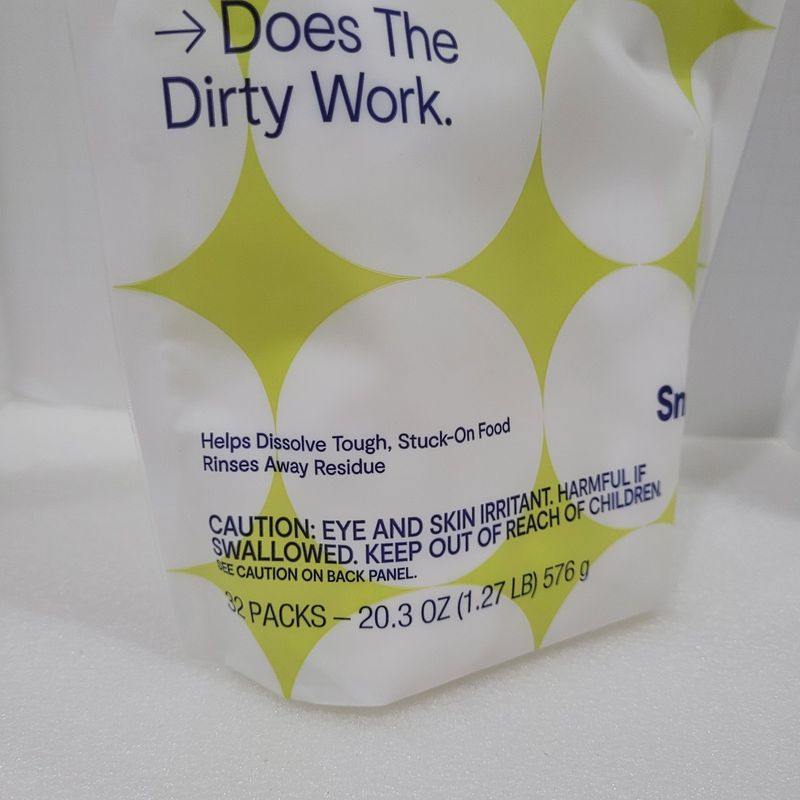 → Does The
Dirty Work.
Sn
Helps Dissolve Tough, Stuck-On Food
Rinses Away Residue
CAUTION: EYE AND SKIN IRRITANT. HARMFUL IF
SWALLOWED. KEEP OUT OF REACH OF CHILDREN.
SEE CAUTION ON BACK PANEL.
32 PACKS – 20.3 OZ (1.27 LB) 576 g